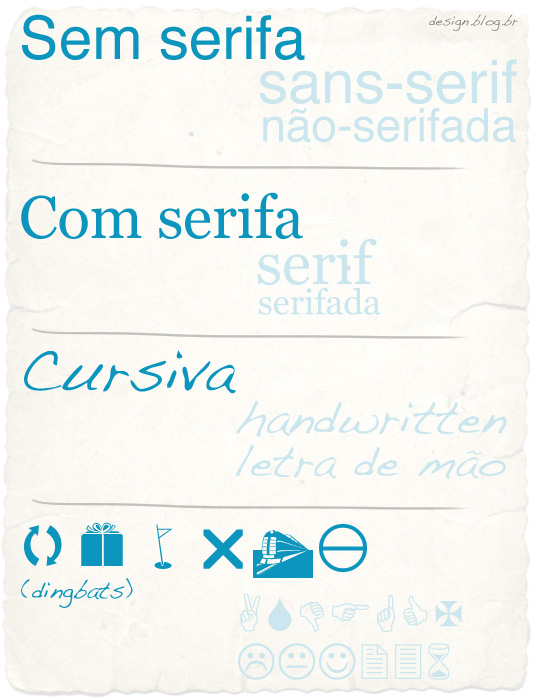 design.blog.br
Sem serifa
sans-serif
não-serifada
Com serifa
serif
serifada
Cursiva
handwritten
letra de mão
(dingbats)